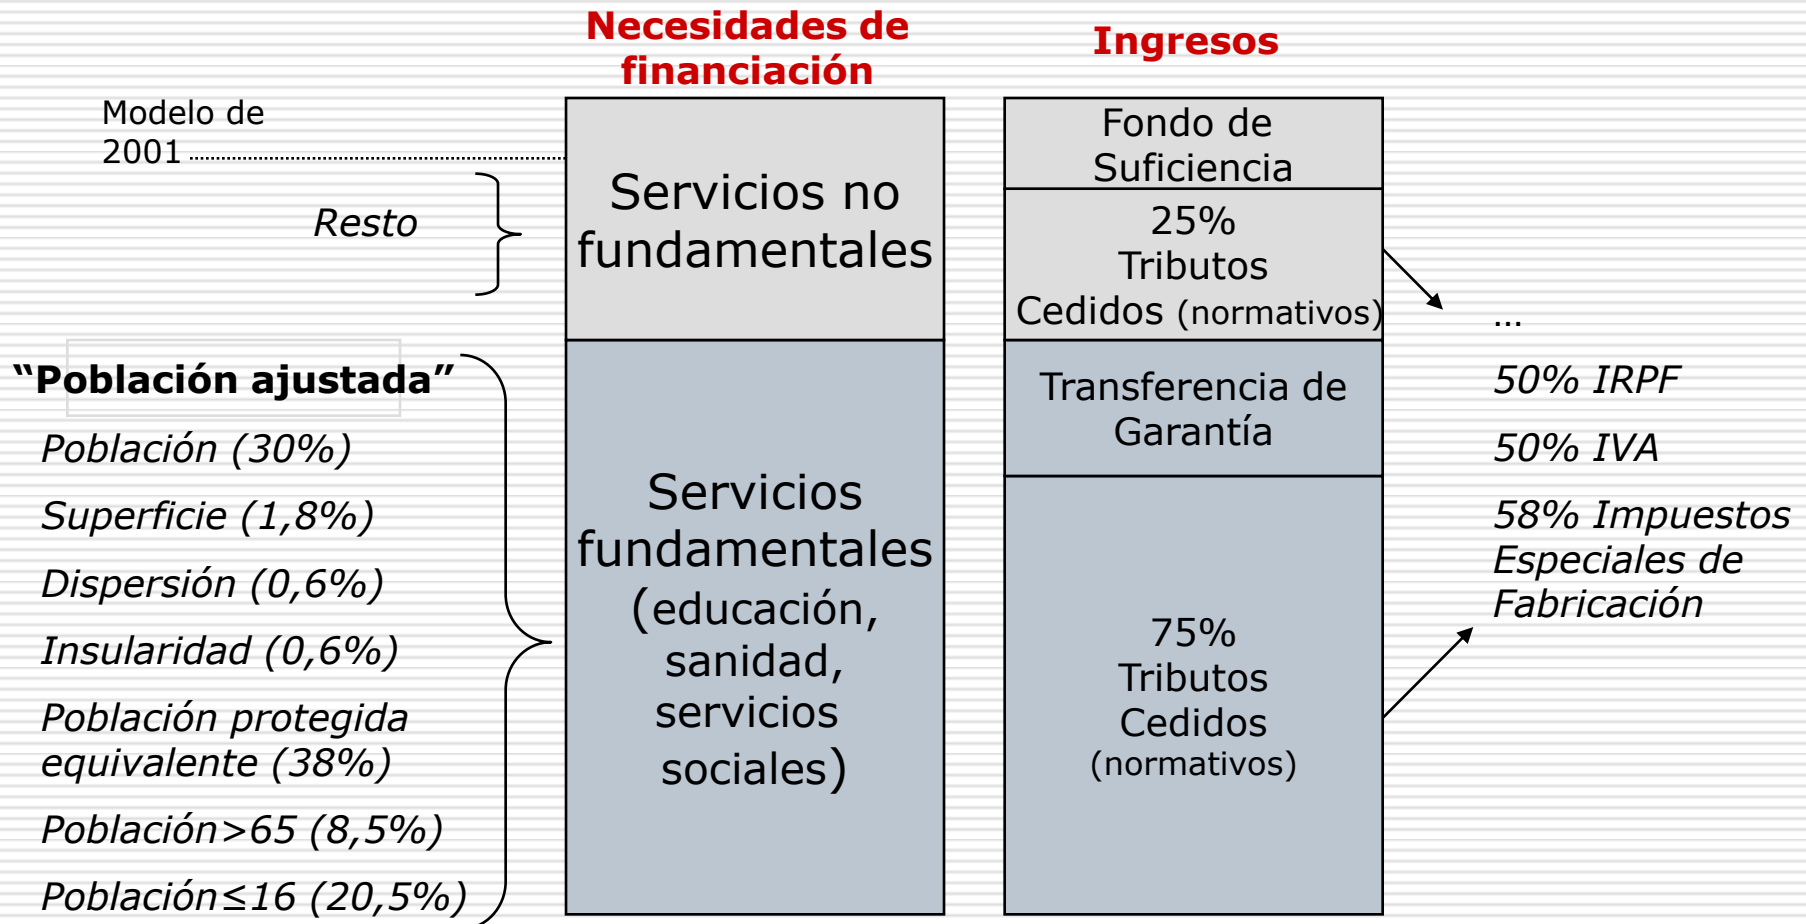 Necesidades de
financiación
Ingresos
Modelo de
2001
Resto
Servicios no
fundamentales
Fondo de
Suficiencia
25%
Tributos
Cedidos (normativos)
“Población ajustada”
Población (30%)
Superficie (1,8%)
Dispersión (0,6%)
Insularidad (0,6%)
Población protegida
equivalente (38%)
Población>65 (8,5%)
Población≤16 (20,5%)
Servicios
fundamentales
(educación,
sanidad,
servicios
sociales)
Transferencia de
Garantía
75%
Tributos
Cedidos
(normativos)
...
50% IRPF
50% IVA
58% Impuestos
Especiales de
Fabricación